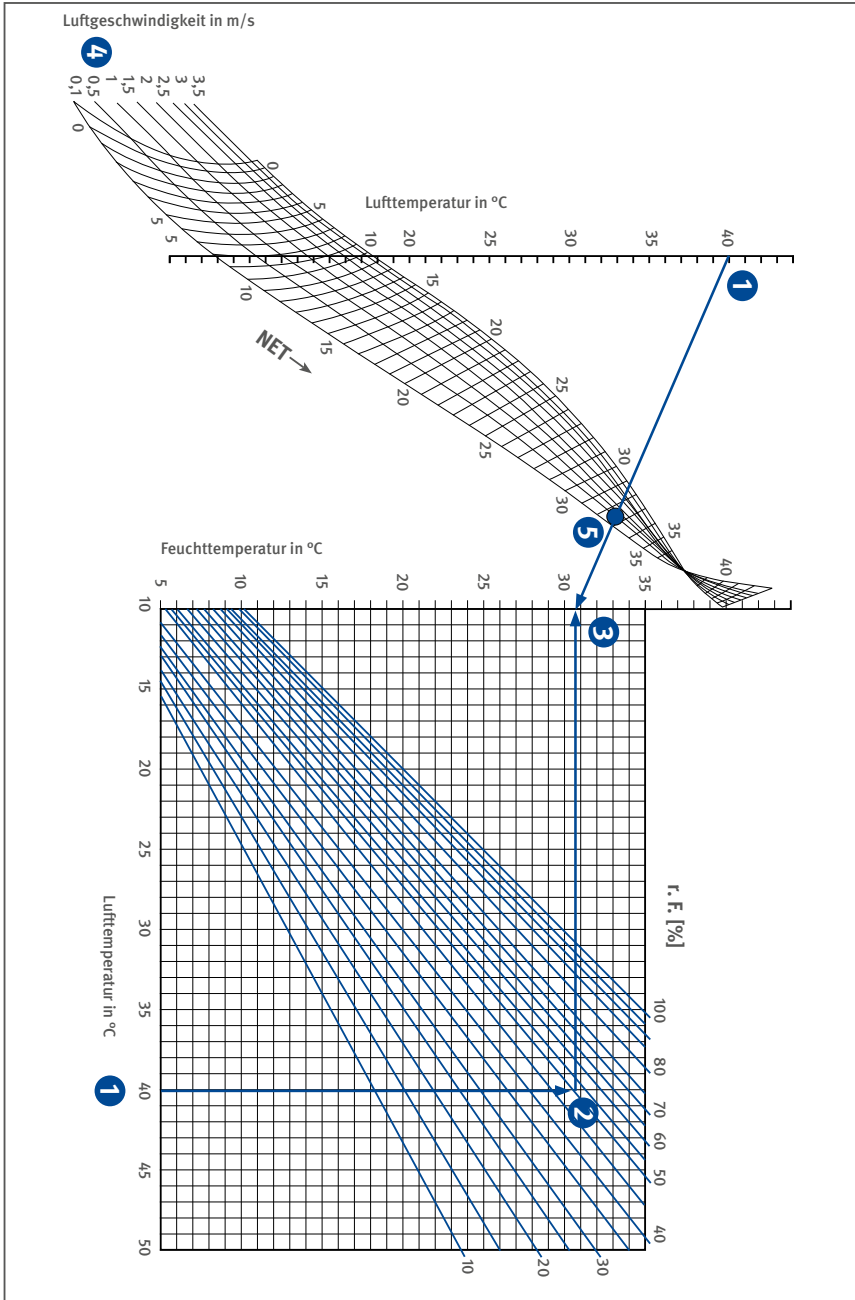 Luftgeschwindigkeit in m/s
4
0,1 0,5 1 1,5 2 2,5 3 3,5
0 5
0 5 10 15 20 25 30 35 40
Lufttemperatur in °C
5 10 20 25 30 35 40
1
10 15 20 25 30 35
NET
5
Feuchttemperatur in °C
5 10 15 20 25 30 35
3
10 15 20 25 30 35 40 45 50
Lufttemperatur in °C
1
2
r. F. [%]
100 80 70 60 50 40 30 20 10